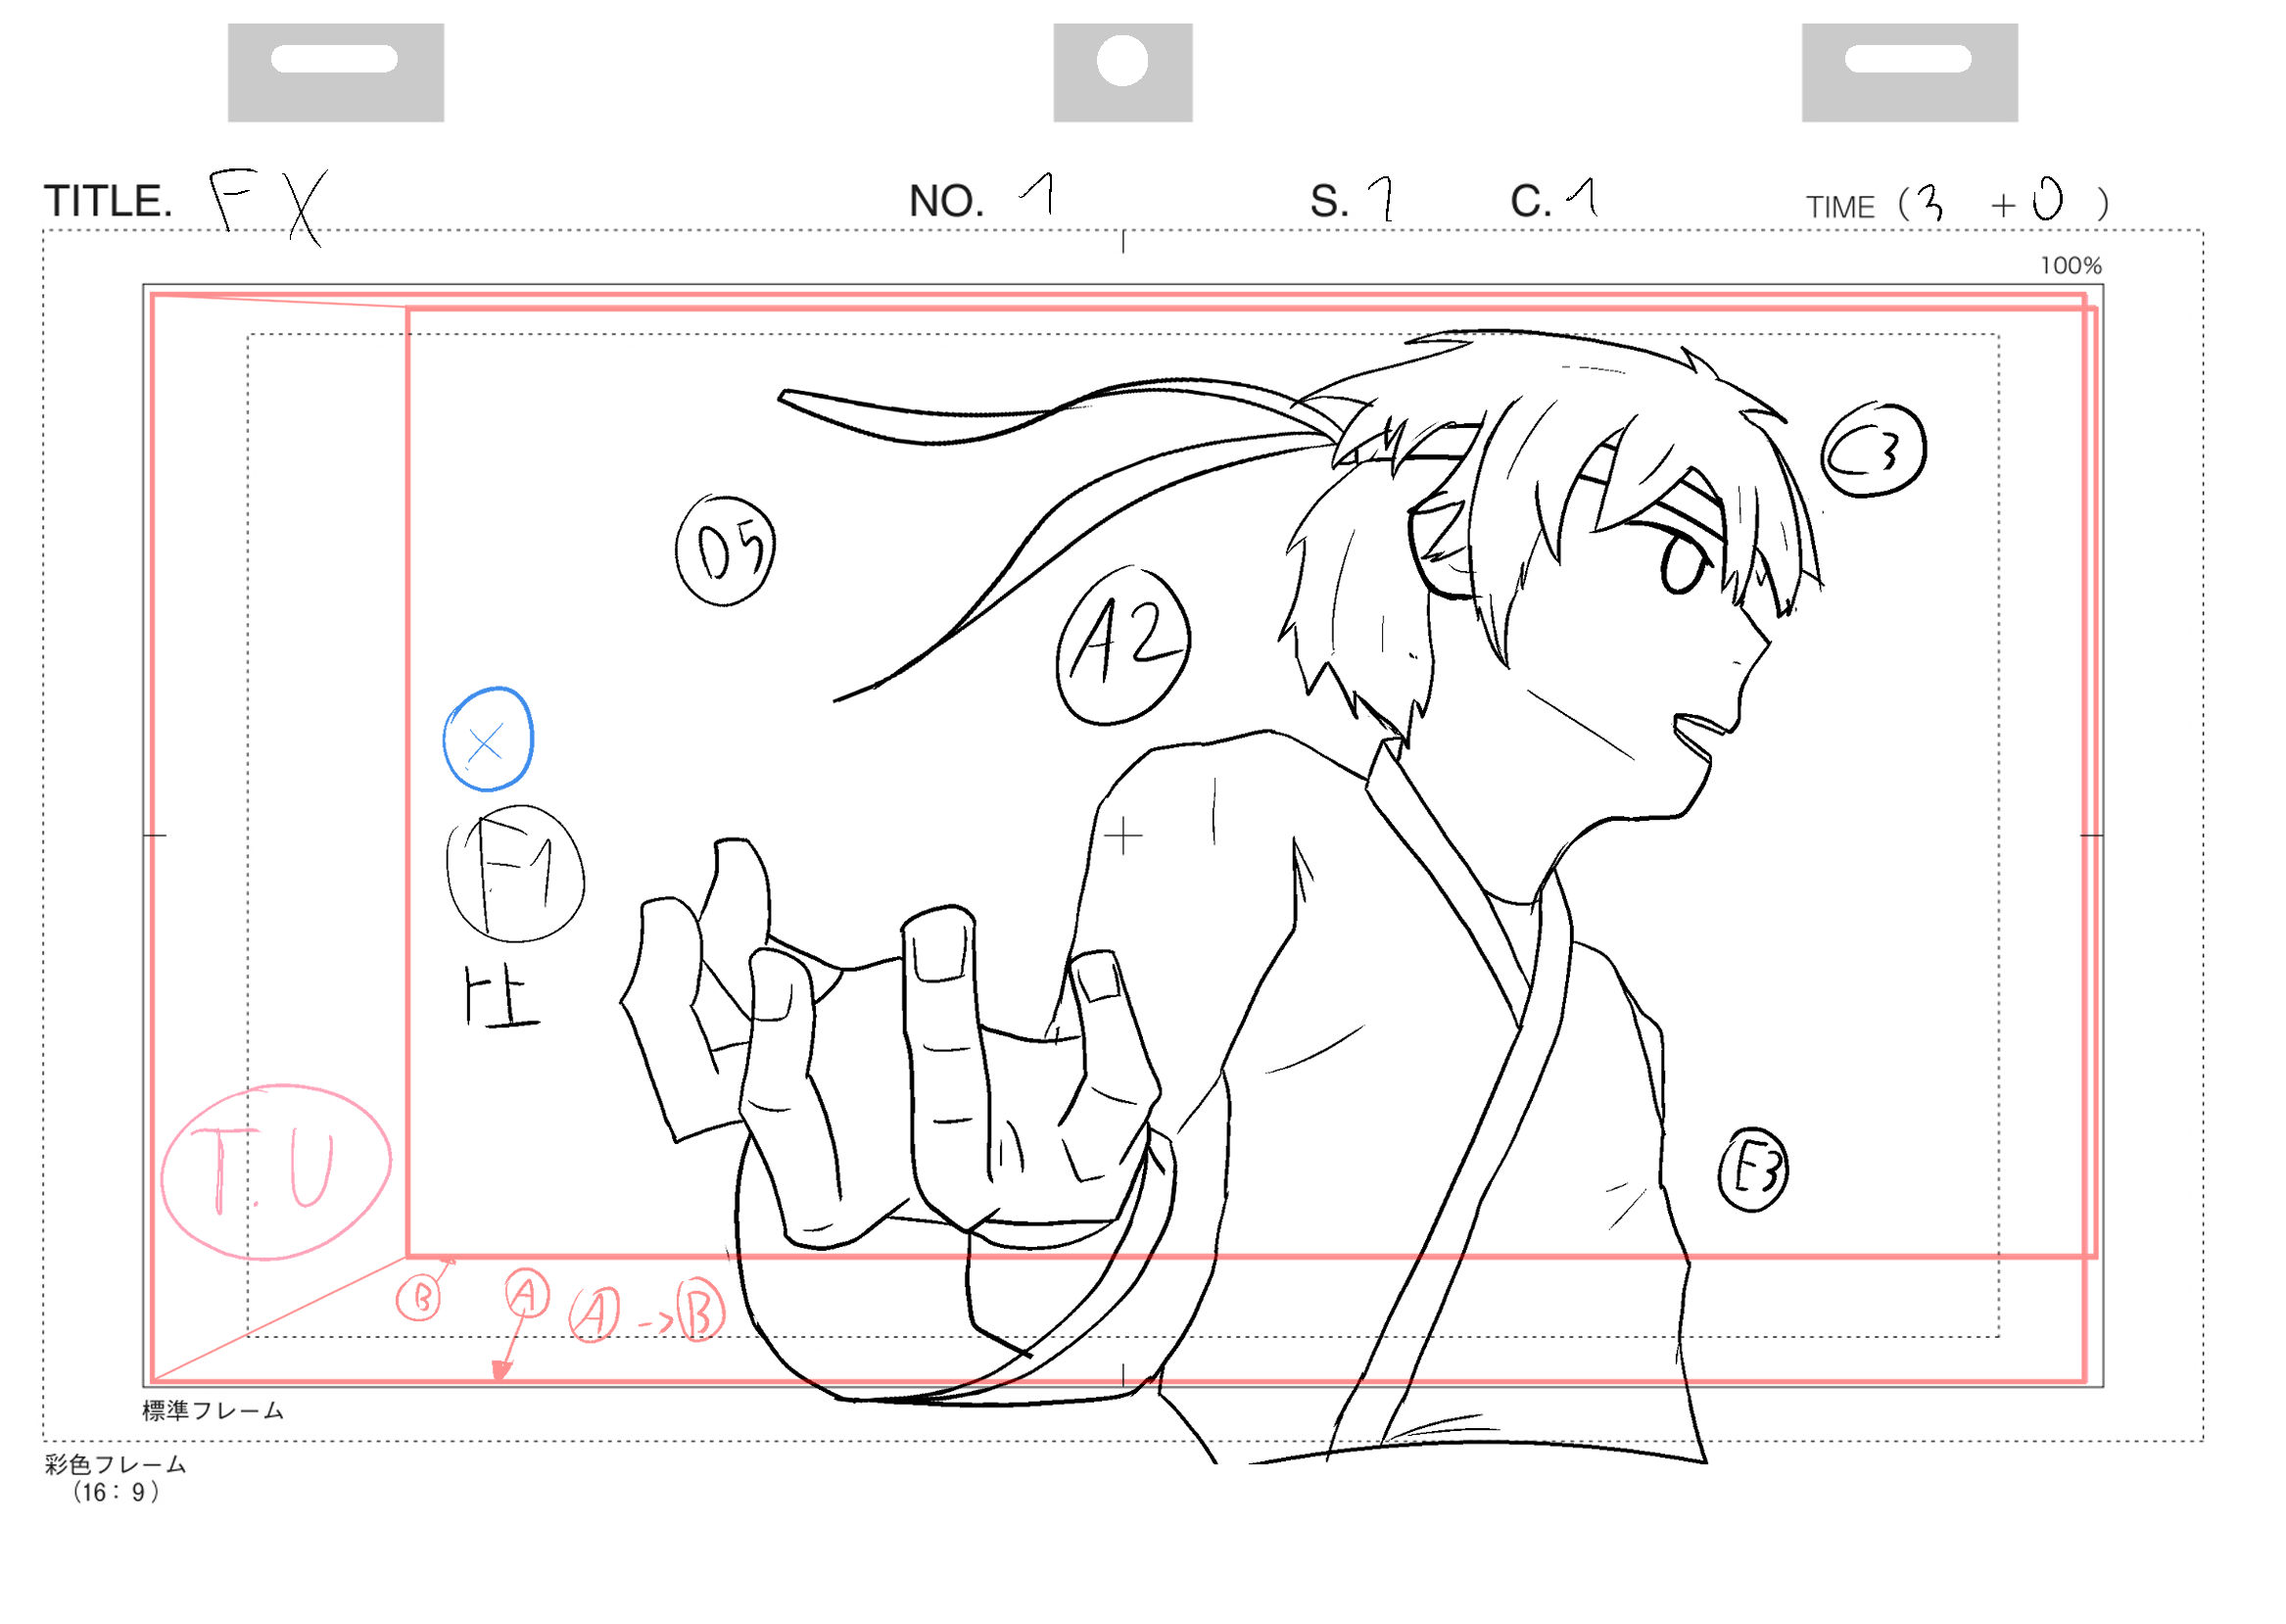 TITLE. FX NO. 1 S. 1 C. 1 TIME (3 + 0)
100%
C3
D5
A2
X
F1
仕
T.U
E3
B A A->B
標準フレーム
彩色フレーム
(16:9)